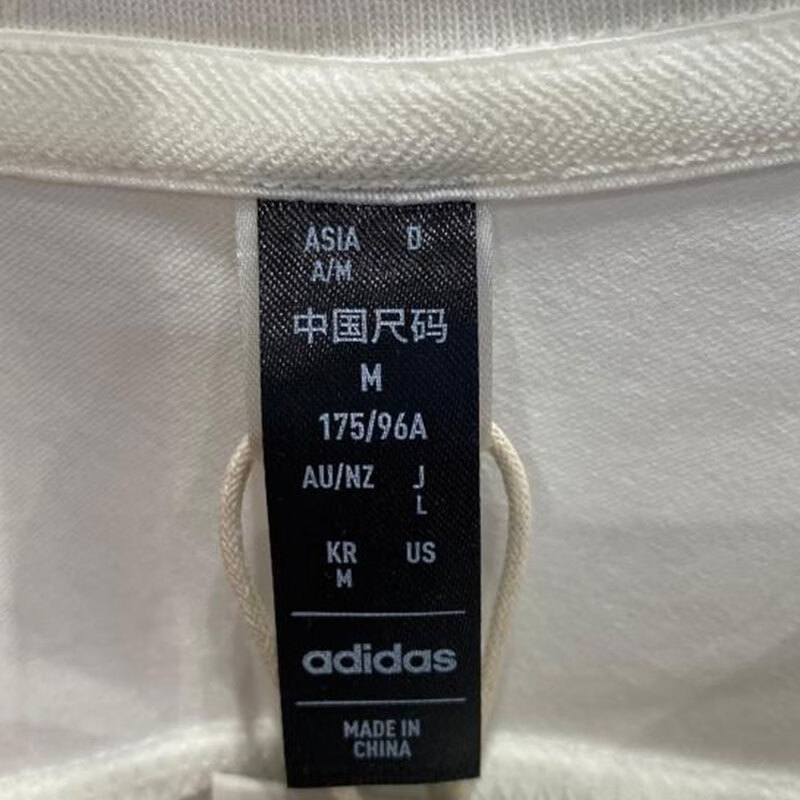 ASIA D
A/M
中国尺码
M
175/96A
AU/NZ J
L
KR US
M
adidas
MADE IN
CHINA